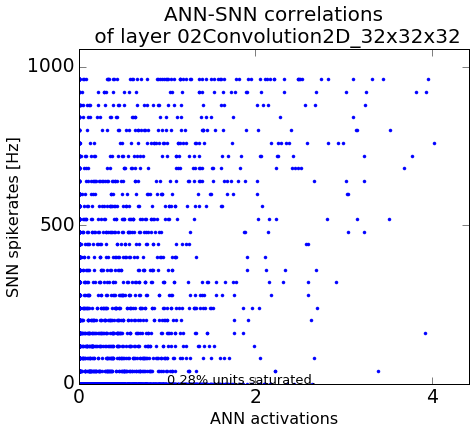 ANN-SNN correlations
of layer 02Convolution2D_32x32x32
1000
500
0
SNN spikerates [Hz]
0.28% units saturated
0 2 4
ANN activations